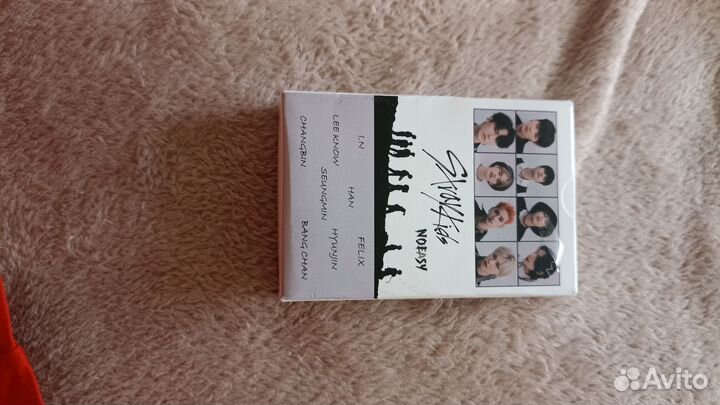 Stray Kids
NOEASY
I.N HAN FELIX
LEE KNOW SEUNGMIN HYUNJIN
CHANGBIN BANG CHAN
Avito